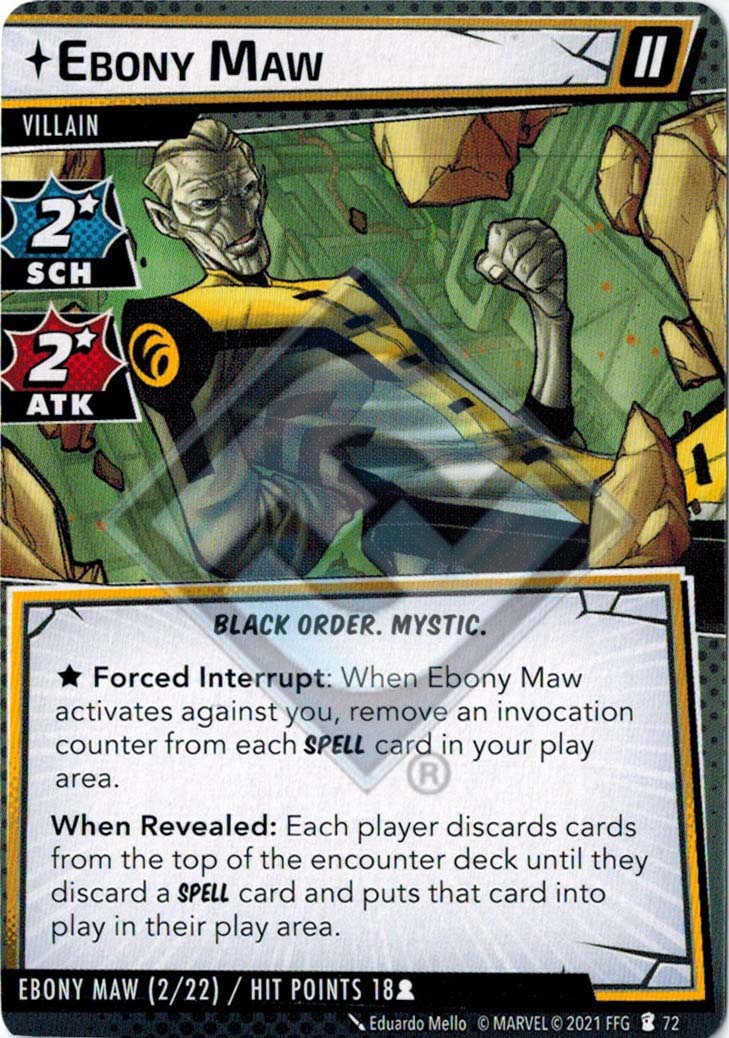 EBONY MAW
II
VILLAIN
2★
SCH
2★
ATK
BLACK ORDER. MYSTIC.
★ Forced Interrupt: When Ebony Maw
activates against you, remove an invocation
counter from each SPELL card in your play
area.
®
When Revealed: Each player discards cards
from the top of the encounter deck until they
discard a SPELL card and puts that card into
play in their play area.
EBONY MAW (2/22) / HIT POINTS 18
Eduardo Mello © MARVEL © 2021 FFG 72